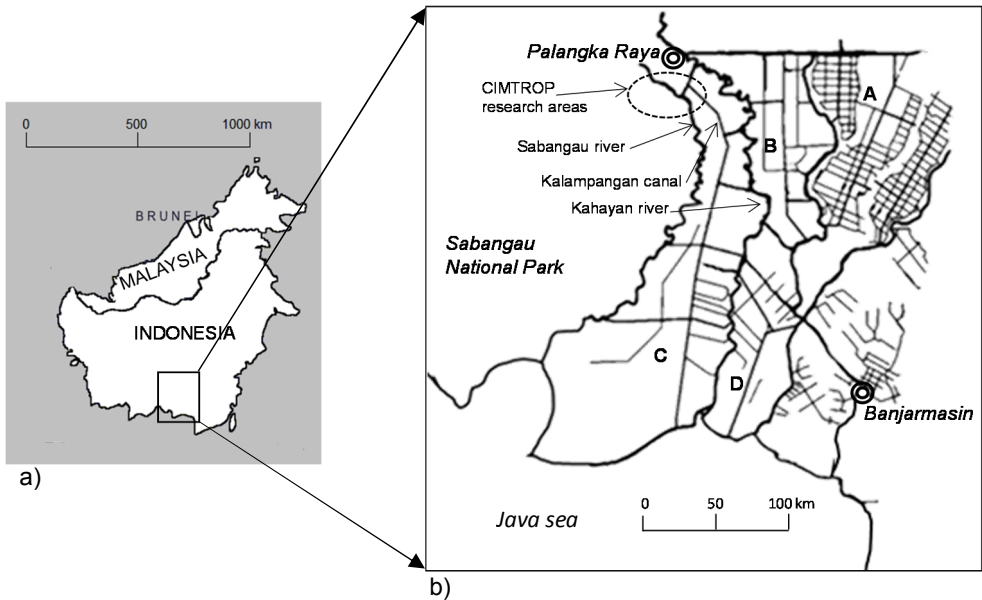 0 500 1000 km
BRUNEI
MALAYSIA
INDONESIA
a)
Palangka Raya
CIMTROP
research areas
Sabangau river
Kalampangan canal
Kahayan river
Sabangau
National Park
A
B
C
D
Banjarmasin
0 50 100 km
Java sea
b)